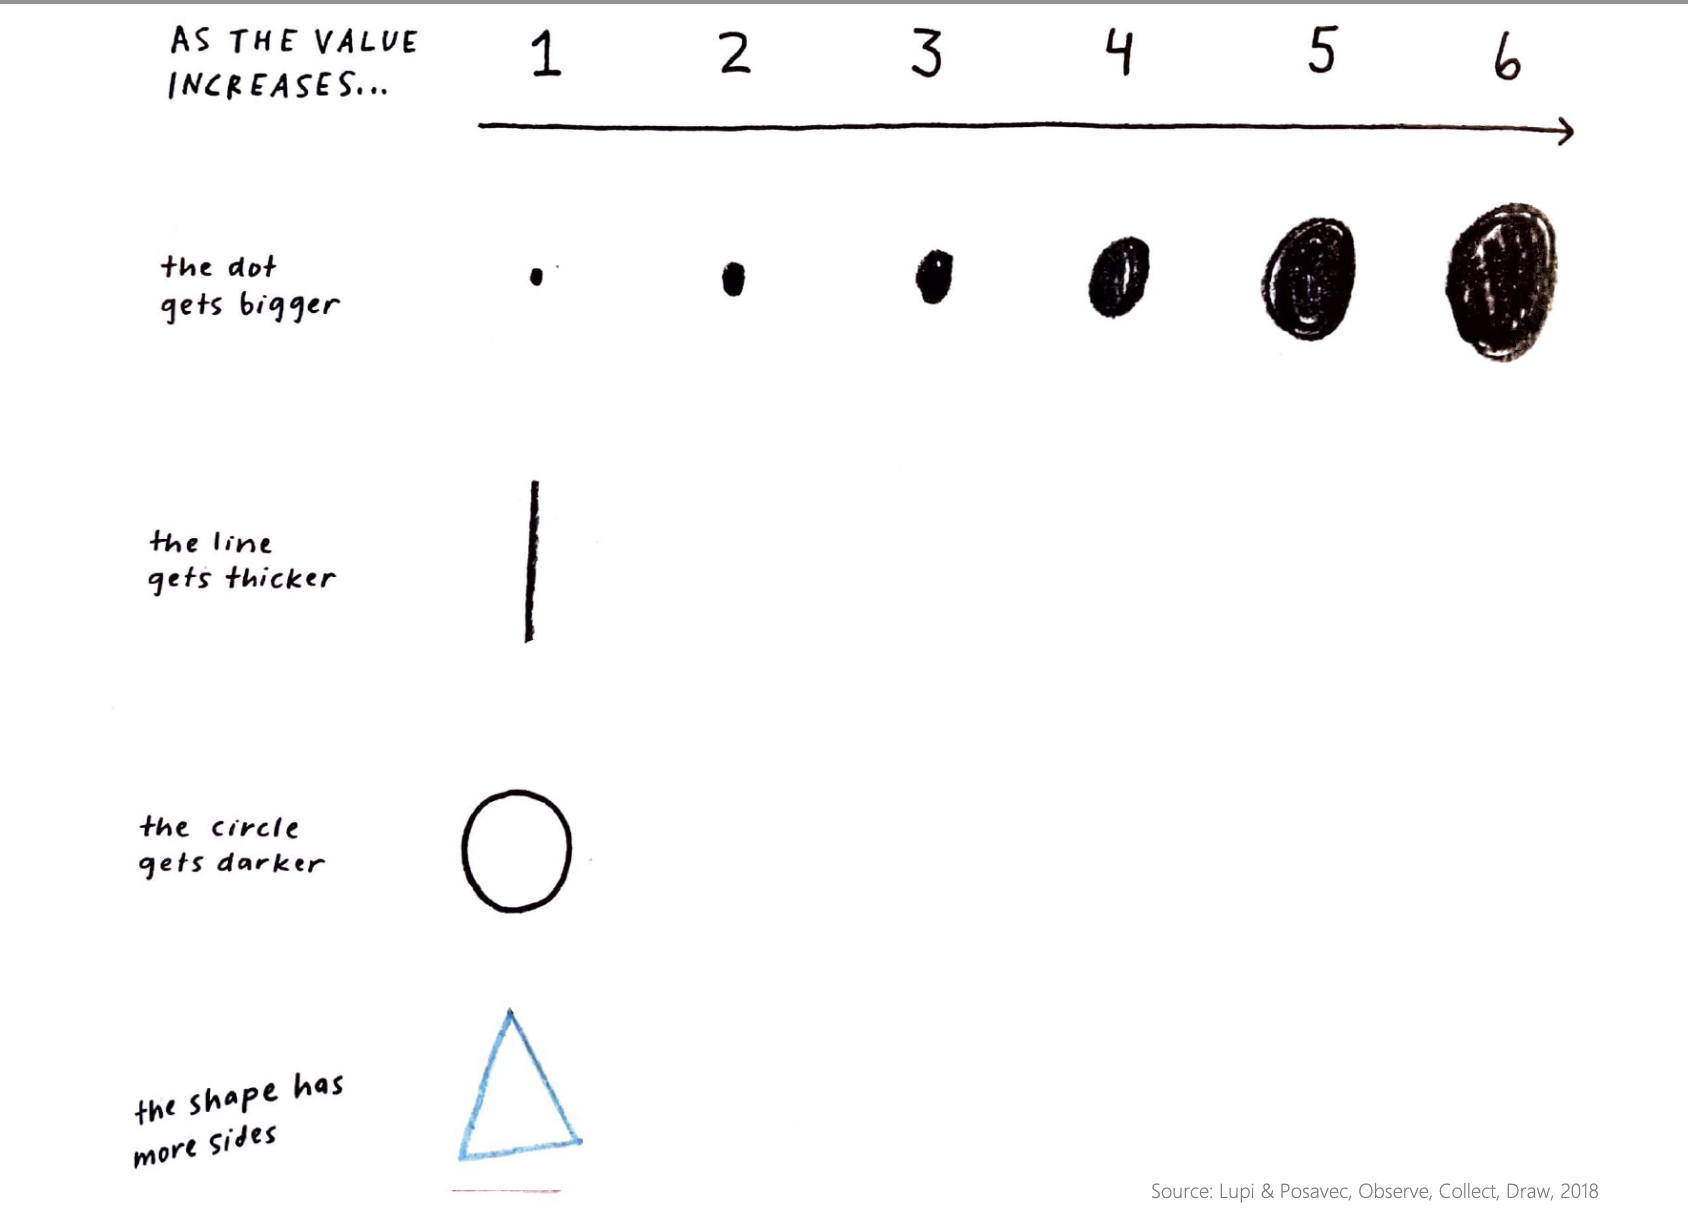 AS THE VALUE
INCREASES...
1 2 3 4 5 6
the dot
gets bigger
the line
gets thicker
the circle
gets darker
the shape has
more sides
Source: Lupi & Posavec, Observe, Collect, Draw, 2018